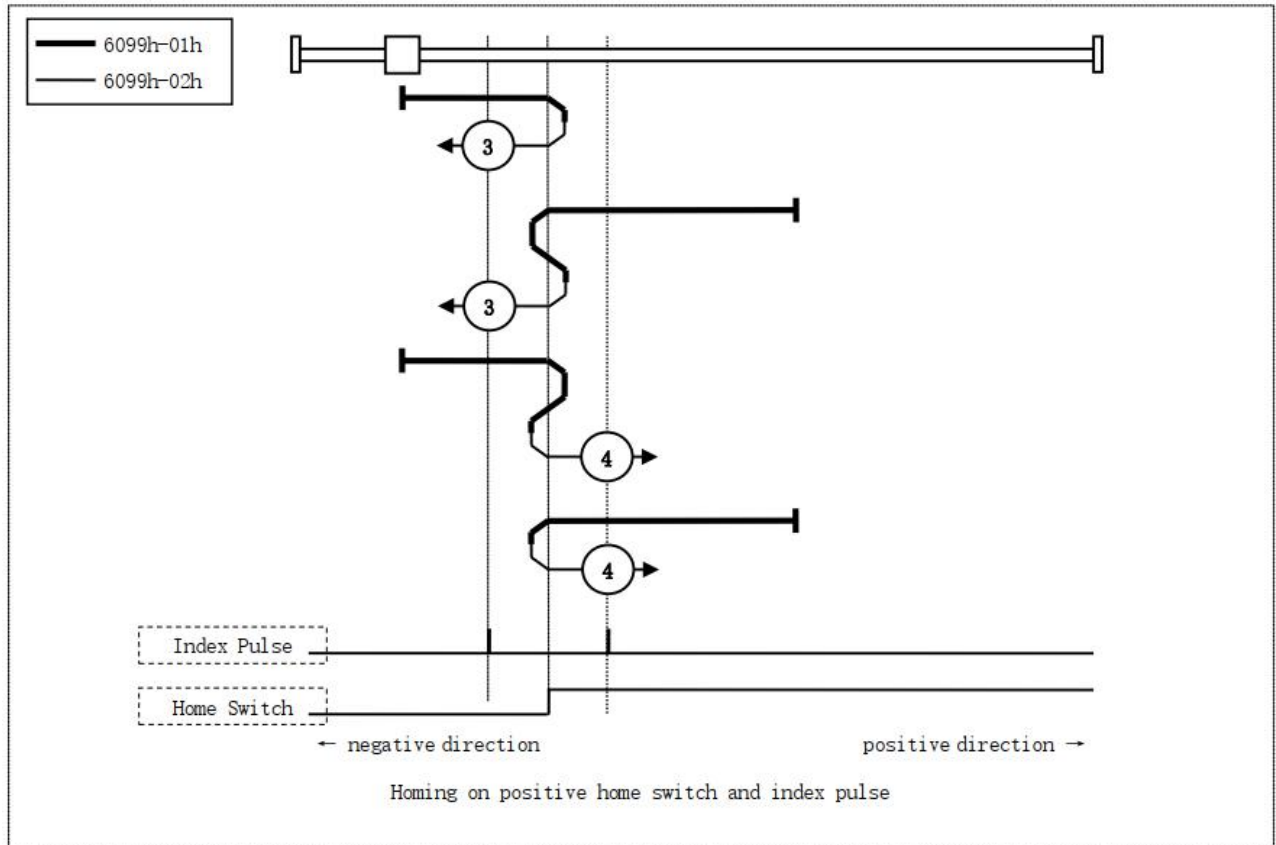 6099h-01h
6099h-02h
3
3
4
4
Index Pulse
Home Switch
← negative direction
positive direction →
Homing on positive home switch and index pulse